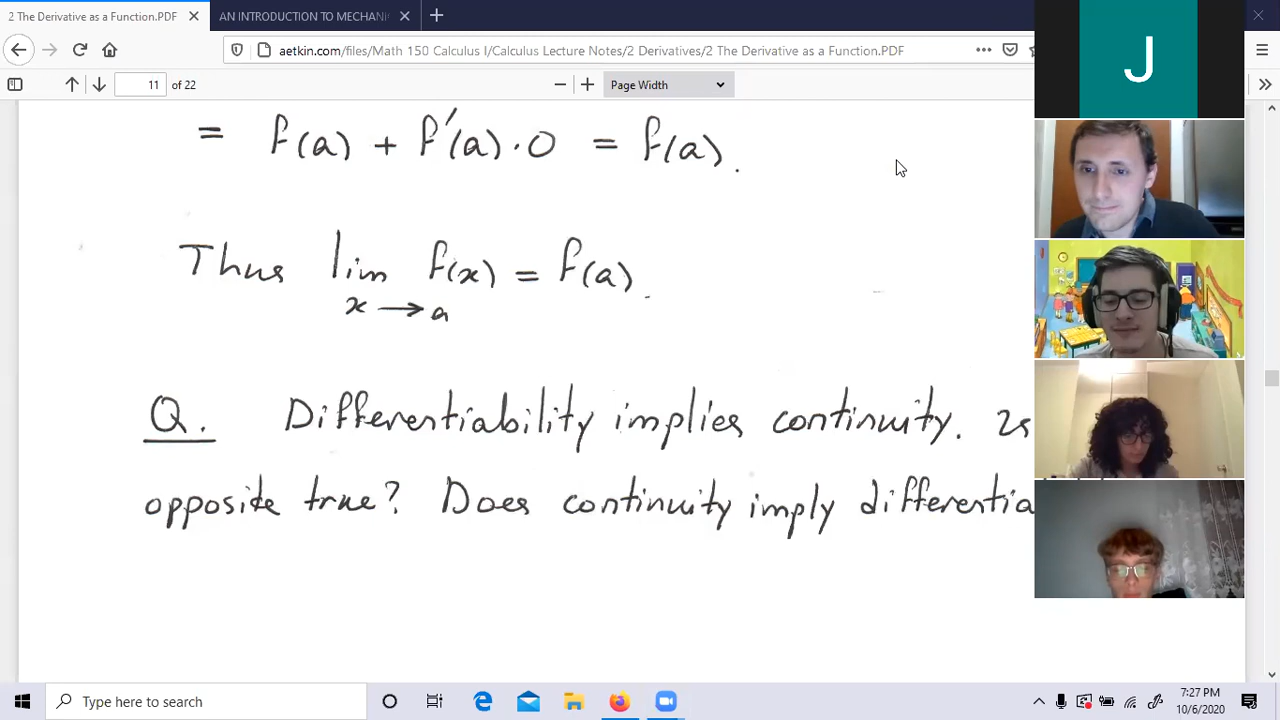 2 The Derivative as a Function.PDF
AN INTRODUCTION TO MECHANI
aetkin.com/files/Math 150 Calculus I/Calculus Lecture Notes/2 Derivatives/2 The Derivative as a Function.PDF
11 of 22
Page Width
J
= f(a) + f'(a) · 0 = f(a).
Thus lim f(x) = f(a).
x → a
Q. Differentiability implies continuity. Is
opposite true? Does continuity imply differentia
Type here to search
7:27 PM
10/6/2020